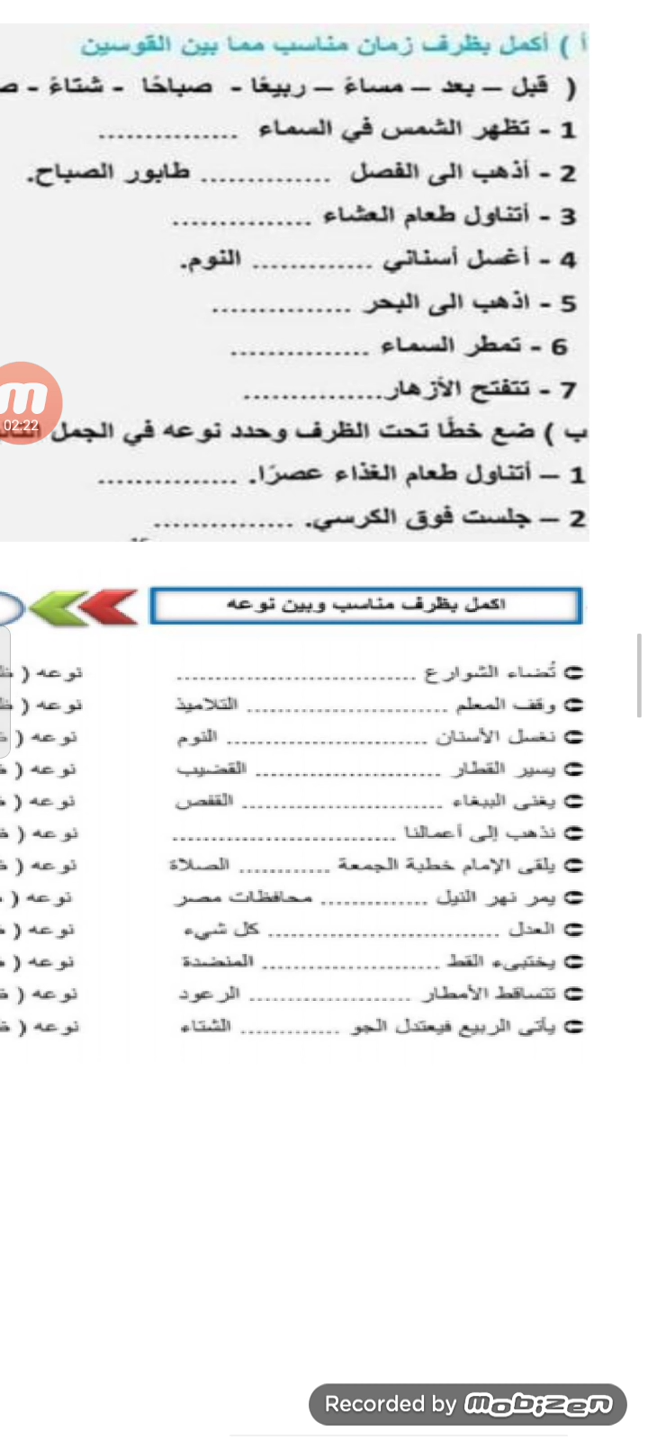 أ ) أكمل بظرف زمان مناسب مما بين القوسين
( قبل – بعد – مساءً – ربيعًا - صباحًا - شتاءً -
1 - تظهر الشمس في السماء ...............
2 - أذهب الى الفصل .............. طابور الصباح.
3 - أتناول طعام العشاء ...............
4 - أغسل أسناني ............. النوم.
5 - اذهب الى البحر ...............
6 - تمطر السماء ...............
7 - تتفتح الأزهار...............
02:22
ب ) ضع خطًا تحت الظرف وحدد نوعه في الجمل
1 – أتناول طعام الغذاء عصرًا. ...............
2 – جلست فوق الكرسي. ...............
اكمل بظرف مناسب وبين نوعه
تُضاء الشوارع ............................... نوعه (
وقف المعلم .......................... التلاميذ نوعه (
نغسل الأسنان .......................... النوم نوعه (
يسير القطار ........................ القضيب نوعه (
يغنى الببغاء .......................... القفص نوعه (
نذهب إلى أعمالنا ............................. نوعه (
يلقى الإمام خطبة الجمعة ............ الصلاة نوعه (
يمر نهر النيل .............. محافظات مصر نوعه (
العدل .............................. كل شيء نوعه (
يختبىء القط ....................... المنضدة نوعه (
تتساقط الأمطار ..................... الرعود نوعه (
يأتى الربيع فيعتدل الجو ............. الشتاء نوعه (
Recorded by Mobizen